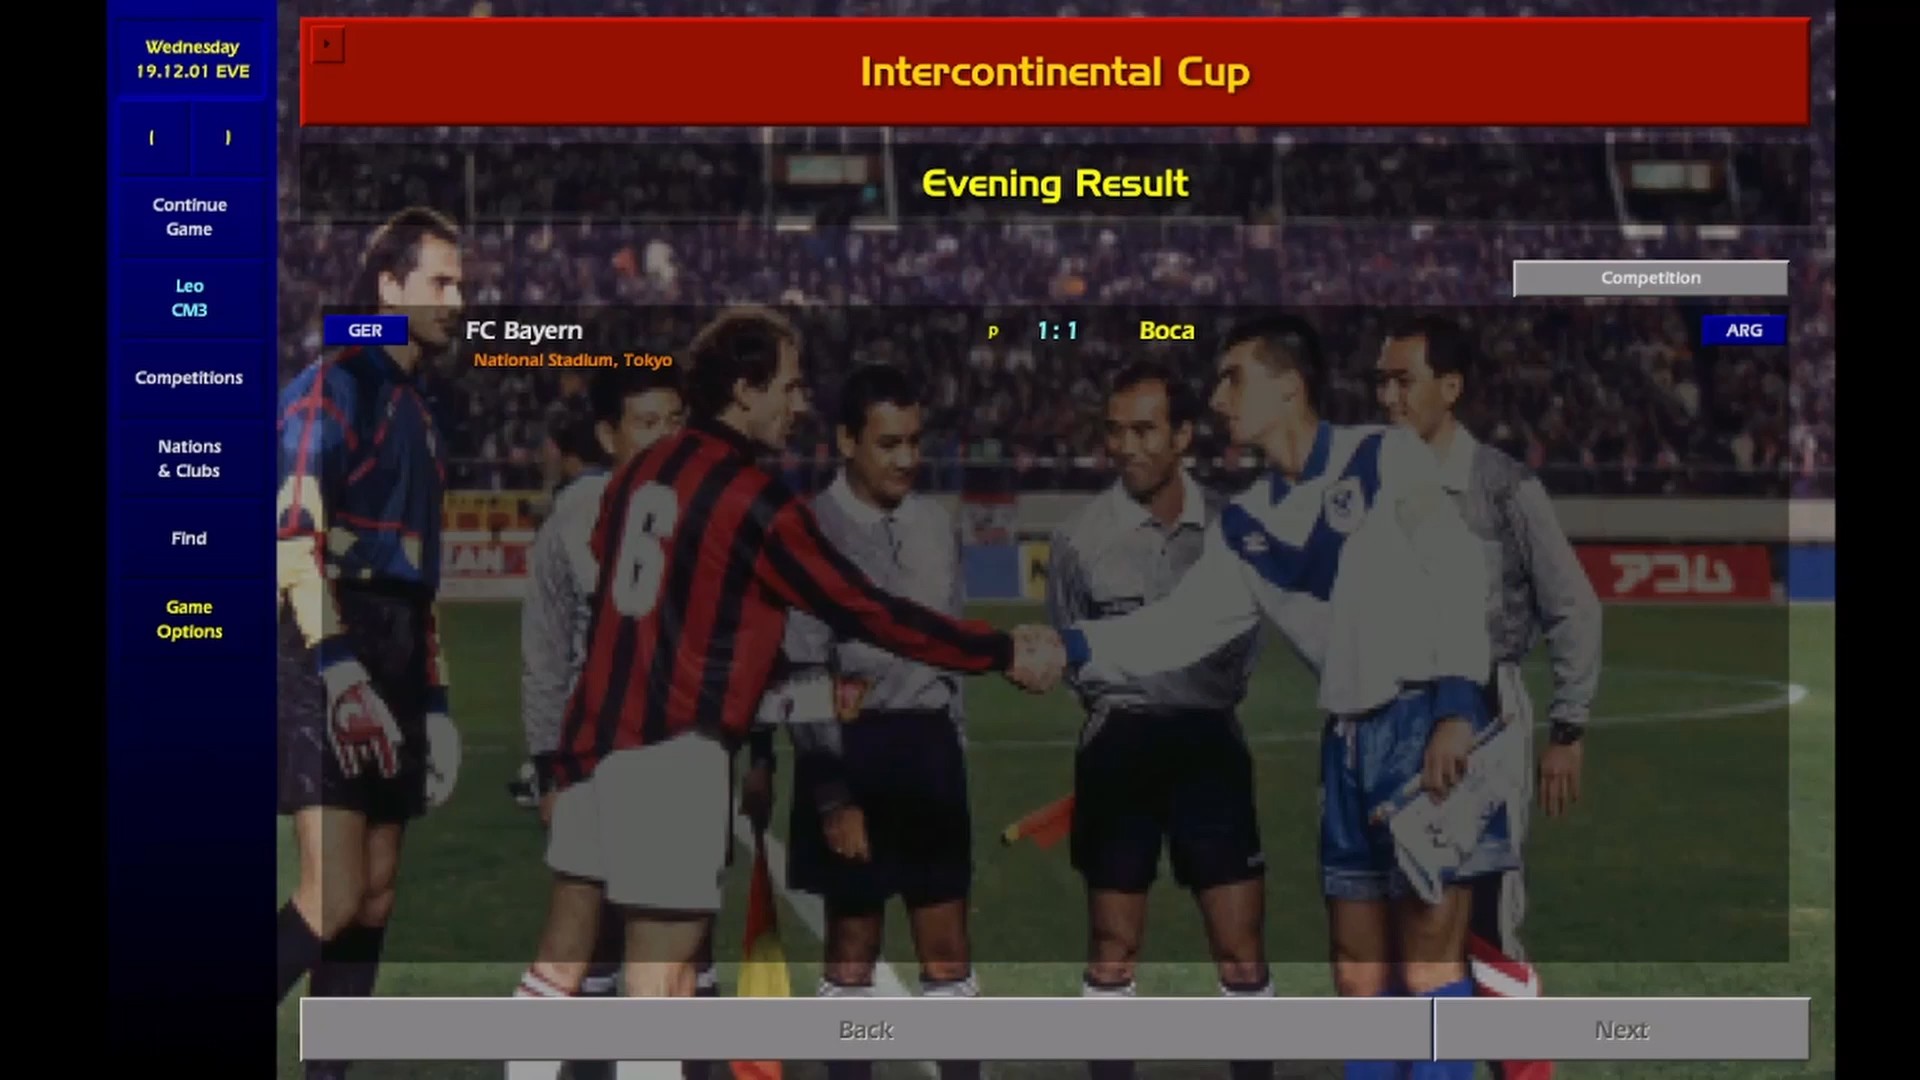 Wednesday
19.12.01 EVE
Continue
Game
Leo
CM3
Competitions
Nations
& Clubs
Find
Game
Options
Intercontinental Cup
Evening Result
Competition
GER FC Bayern p 1 : 1 Boca ARG
National Stadium, Tokyo
6
アコム
Back Next